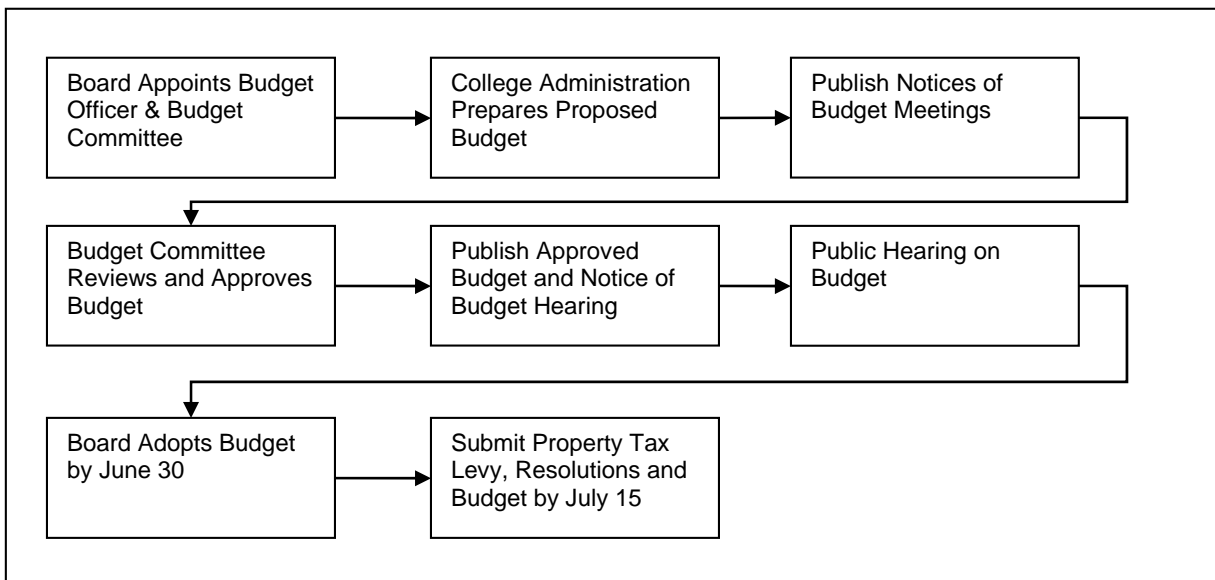 Board Appoints Budget
Officer & Budget
Committee
College Administration
Prepares Proposed
Budget
Publish Notices of
Budget Meetings
Budget Committee
Reviews and Approves
Budget
Publish Approved
Budget and Notice of
Budget Hearing
Public Hearing on
Budget
Board Adopts Budget
by June 30
Submit Property Tax
Levy, Resolutions and
Budget by July 15